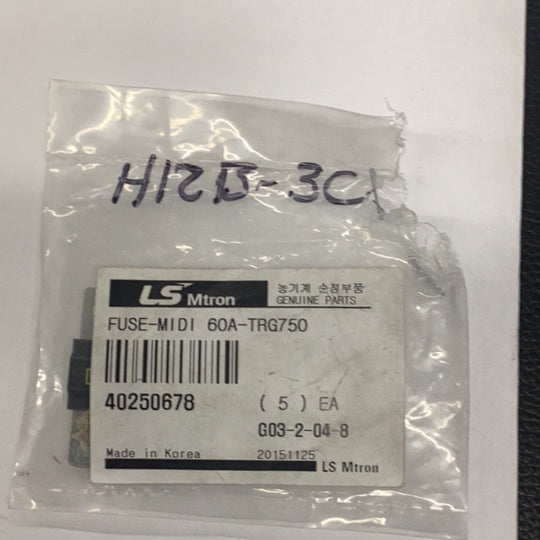 H12B-3C1
LS Mtron
농기계 순정부품
GENUINE PARTS
FUSE-MIDI 60A-TRG750
40250678 ( 5 ) EA
G03-2-04-8
Made in Korea 20151125
LS Mtron